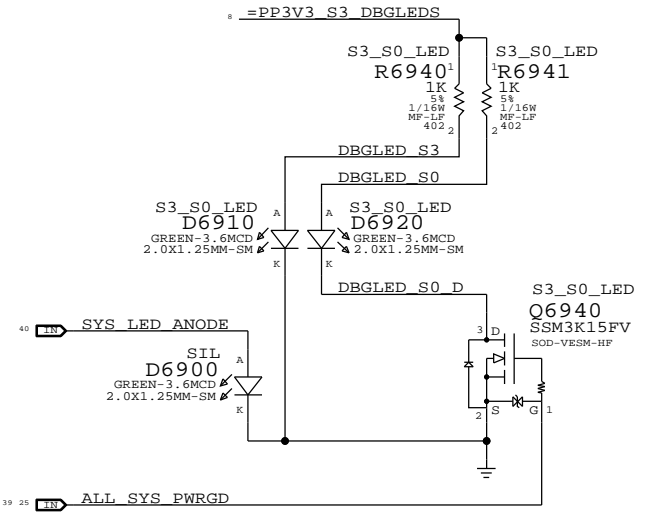 8 =PP3V3_S3_DBGLEDS
S3_S0_LED
R6940
1
1K
5%
1/16W
MF-LF
402
2
S3_S0_LED
1
R6941
1K
5%
1/16W
MF-LF
402
2
DBGLED_S3
DBGLED_S0
S3_S0_LED
D6910
GREEN-3.6MCD
2.0X1.25MM-SM
A
K
S3_S0_LED
D6920
GREEN-3.6MCD
2.0X1.25MM-SM
A
K
DBGLED_S0_D
S3_S0_LED
Q6940
SSM3K15FV
SOD-VESM-HF
3 D
2 S
G 1
40 IN SYS_LED_ANODE
SIL
D6900
GREEN-3.6MCD
2.0X1.25MM-SM
A
K
39 25 IN ALL_SYS_PWRGD